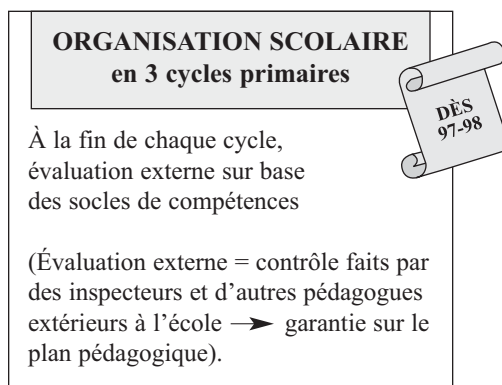 ORGANISATION SCOLAIRE
en 3 cycles primaires
DÈS
97-98
À la fin de chaque cycle,
évaluation externe sur base
des socles de compétences
(Évaluation externe = contrôle faits par
des inspecteurs et d'autres pédagogues
extérieurs à l'école → garantie sur le
plan pédagogique).